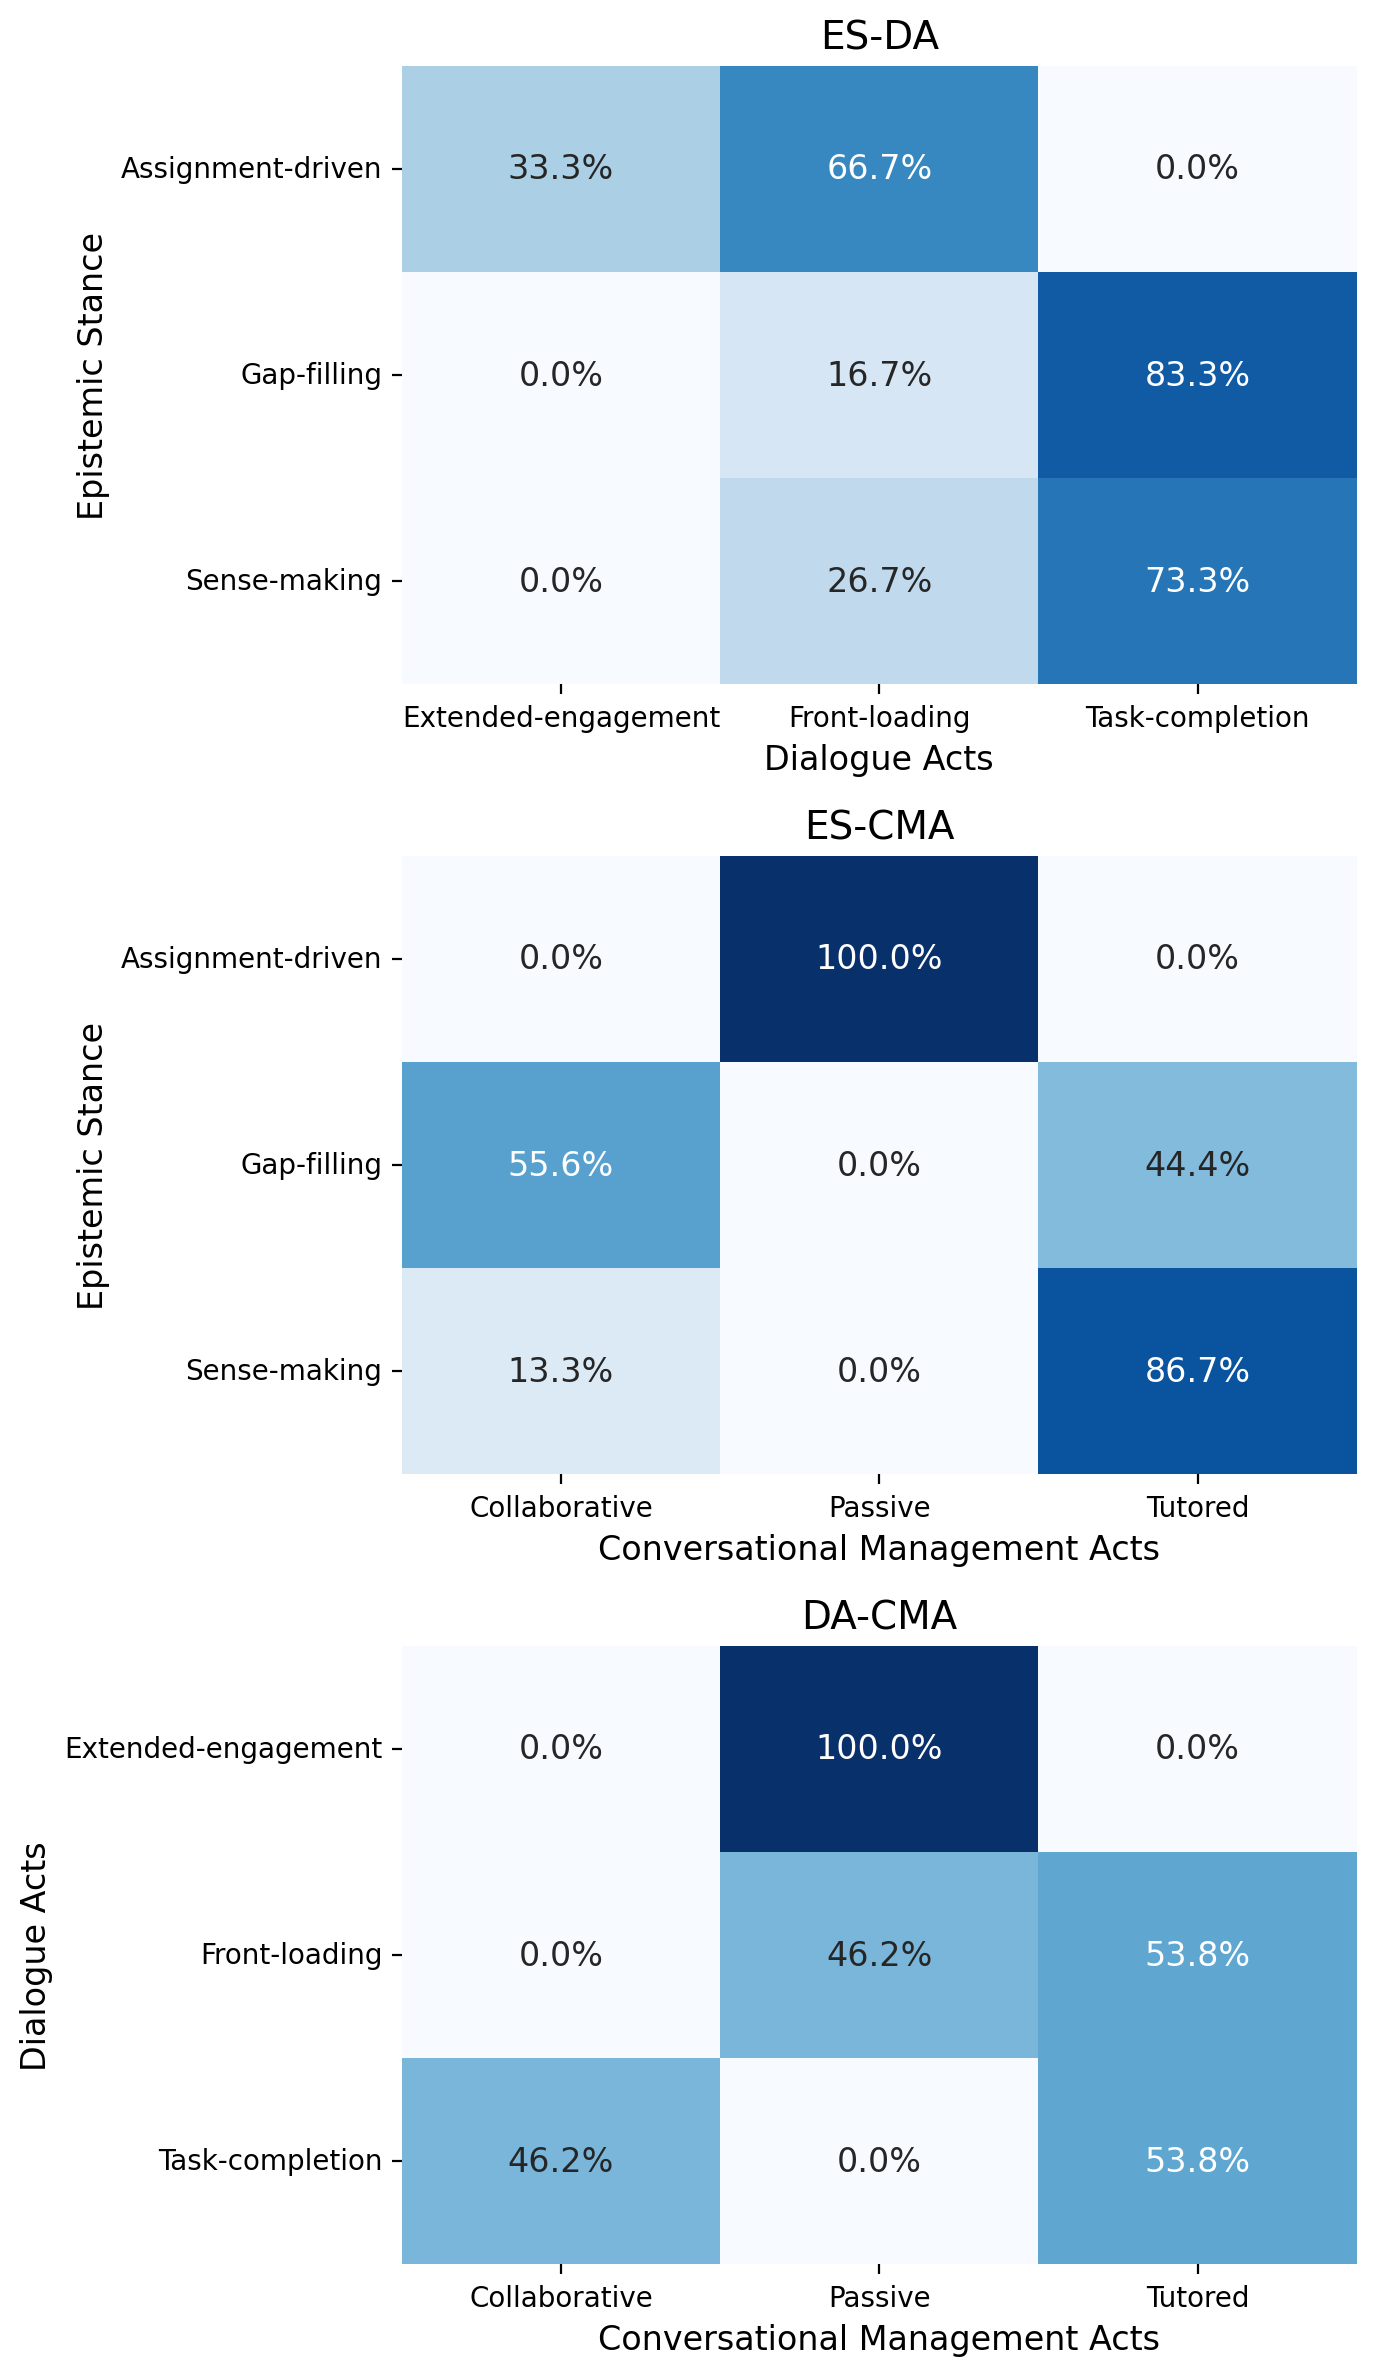 ES-DA
Assignment-driven 33.3% 66.7% 0.0%
Gap-filling 0.0% 16.7% 83.3%
Sense-making 0.0% 26.7% 73.3%
Epistemic Stance
Extended-engagement Front-loading Task-completion
Dialogue Acts
ES-CMA
Assignment-driven 0.0% 100.0% 0.0%
Gap-filling 55.6% 0.0% 44.4%
Sense-making 13.3% 0.0% 86.7%
Epistemic Stance
Collaborative Passive Tutored
Conversational Management Acts
DA-CMA
Extended-engagement 0.0% 100.0% 0.0%
Front-loading 0.0% 46.2% 53.8%
Task-completion 46.2% 0.0% 53.8%
Dialogue Acts
Collaborative Passive Tutored
Conversational Management Acts